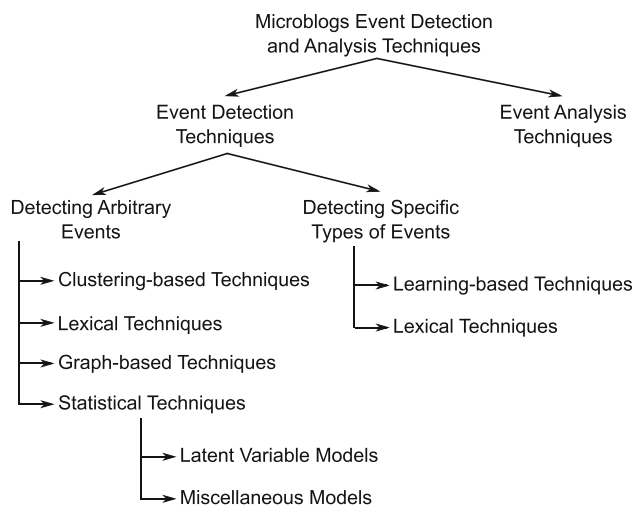 Microblogs Event Detection
and Analysis Techniques
Event Detection
Techniques
Event Analysis
Techniques
Detecting Arbitrary
Events
Detecting Specific
Types of Events
Clustering-based Techniques
Lexical Techniques
Graph-based Techniques
Statistical Techniques
Learning-based Techniques
Lexical Techniques
Latent Variable Models
Miscellaneous Models